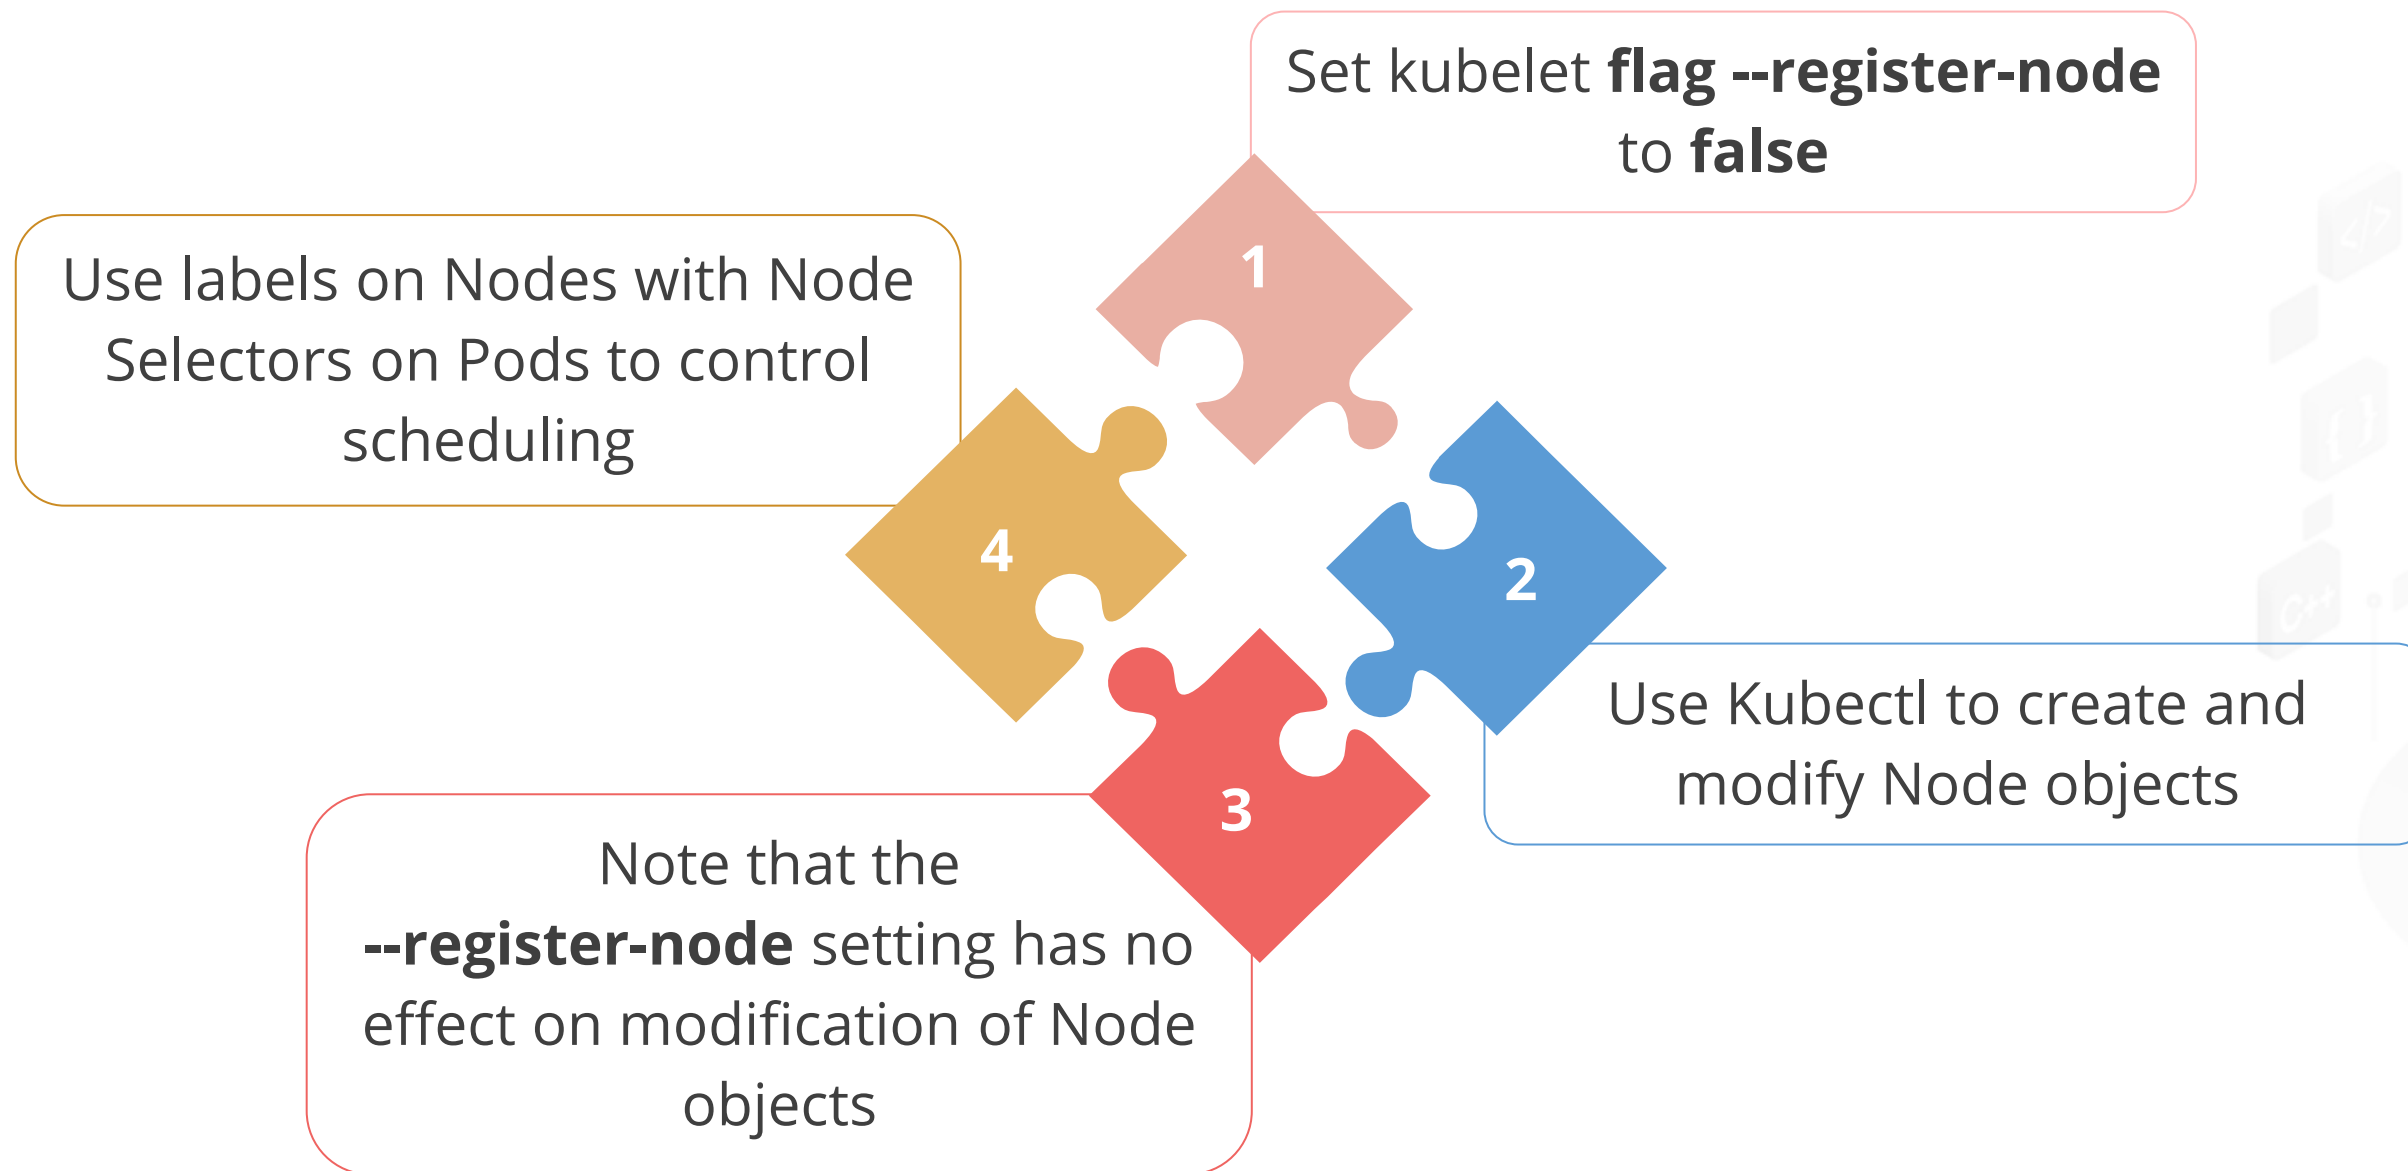 1
Set kubelet flag --register-node
to false
2
Use Kubectl to create and
modify Node objects
3
Note that the
--register-node setting has no
effect on modification of Node
objects
4
Use labels on Nodes with Node
Selectors on Pods to control
scheduling
</>
{ }
C++